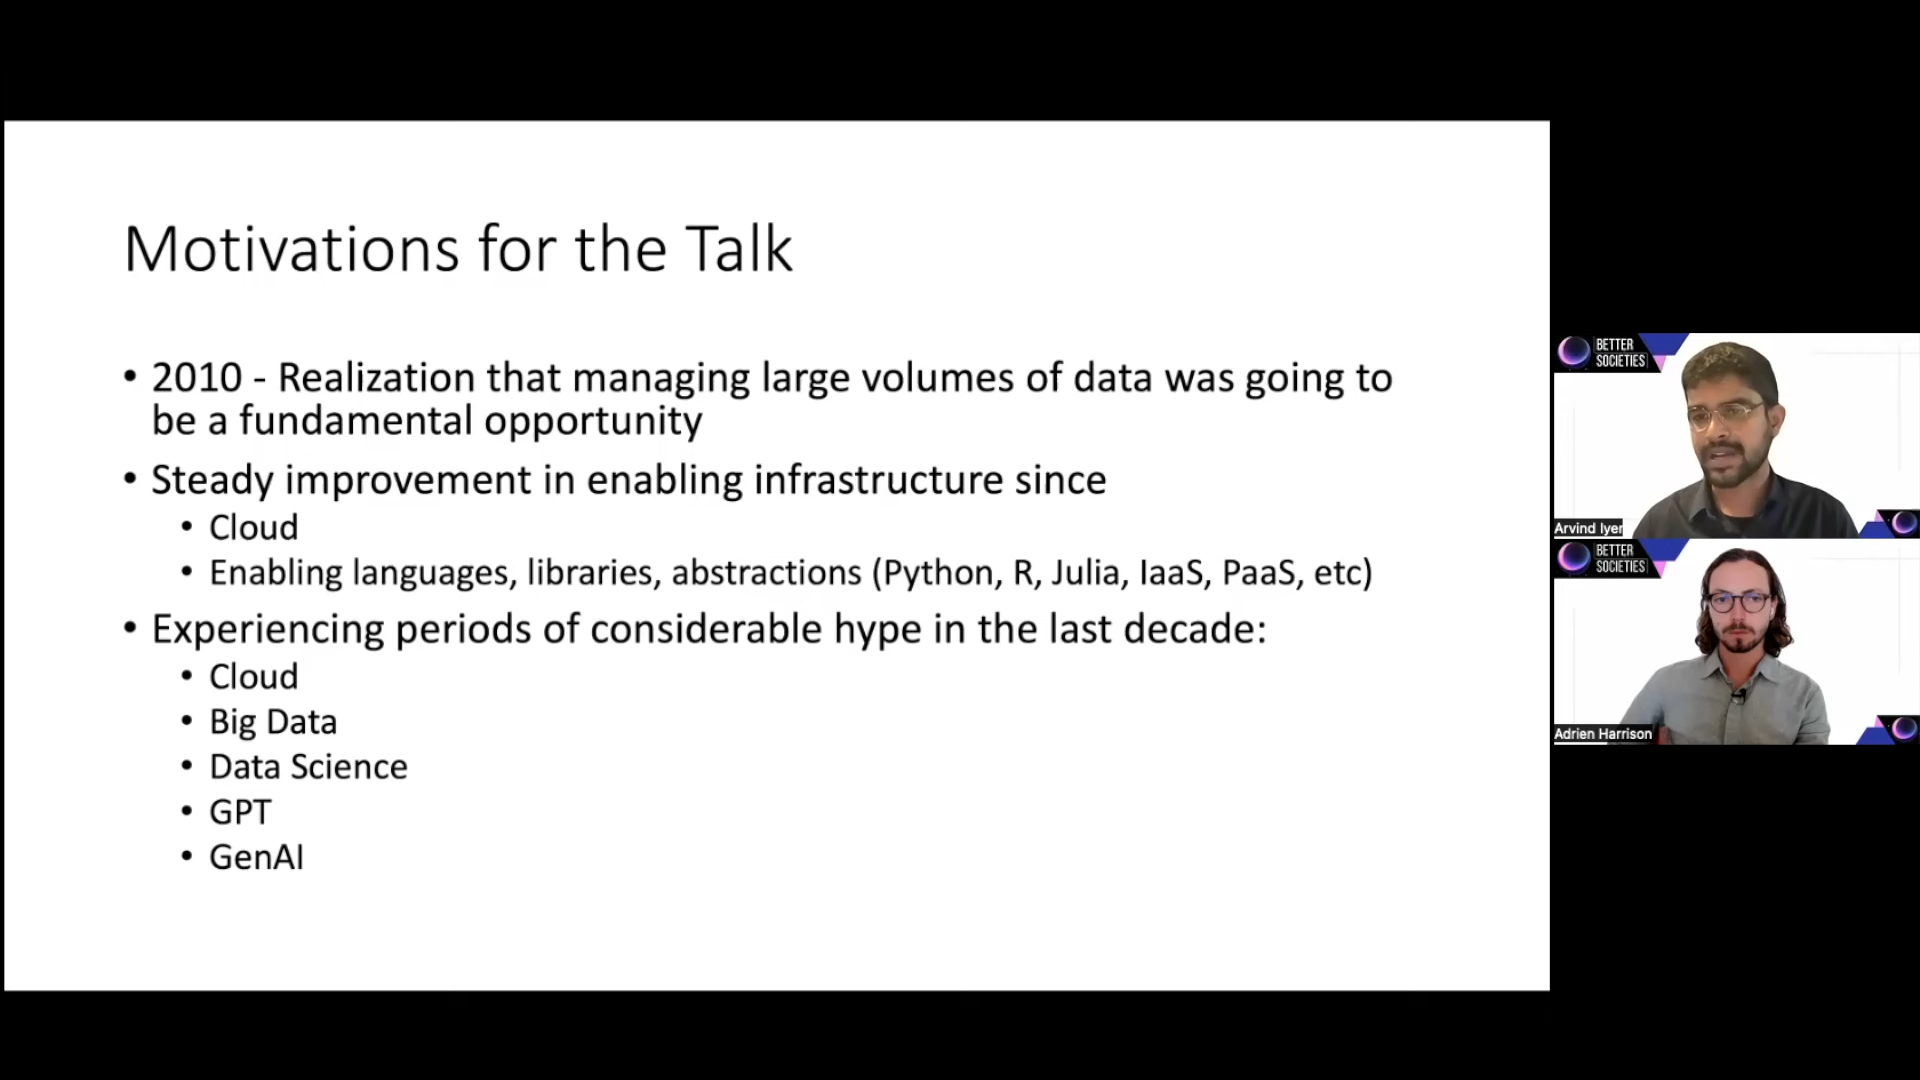 Motivations for the Talk
• 2010 - Realization that managing large volumes of data was going to
be a fundamental opportunity
• Steady improvement in enabling infrastructure since
• Cloud
• Enabling languages, libraries, abstractions (Python, R, Julia, IaaS, PaaS, etc)
• Experiencing periods of considerable hype in the last decade:
• Cloud
• Big Data
• Data Science
• GPT
• GenAI
BETTER
SOCIETIES
Arvind Iyer
BETTER
SOCIETIES
Adrien Harrison